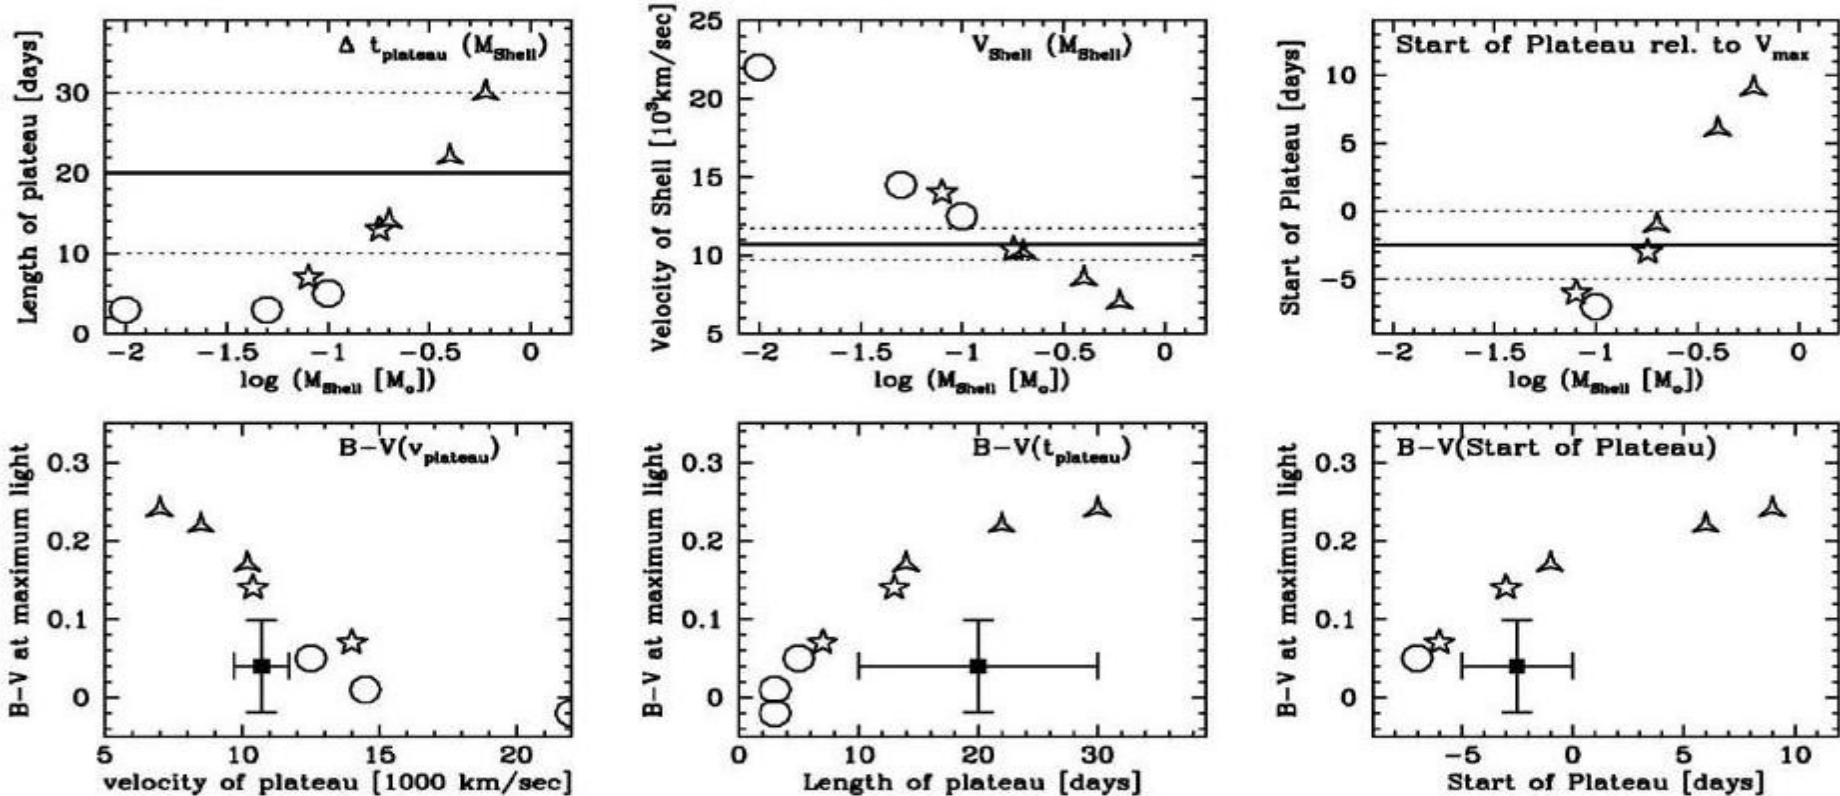 Δ t_plateau (M_Shell)
Length of plateau [days]
30
20
10
0
−2 −1.5 −1 −0.5 0
log (M_Shell [M_o])
V_Shell (M_Shell)
Velocity of Shell [10³km/sec]
25
20
15
10
5
−2 −1.5 −1 −0.5 0
log (M_Shell [M_o])
Start of Plateau rel. to V_max
Start of Plateau [days]
10
5
0
−5
−2 −1.5 −1 −0.5 0
log (M_Shell [M_o])
B−V(v_plateau)
B−V at maximum light
0.3
0.2
0.1
0
5 10 15 20
velocity of plateau [1000 km/sec]
B−V(t_plateau)
B−V at maximum light
0.3
0.2
0.1
0
0 10 20 30
Length of plateau [days]
B−V(Start of Plateau)
B−V at maximum light
0.3
0.2
0.1
0
−5 0 5 10
Start of Plateau [days]